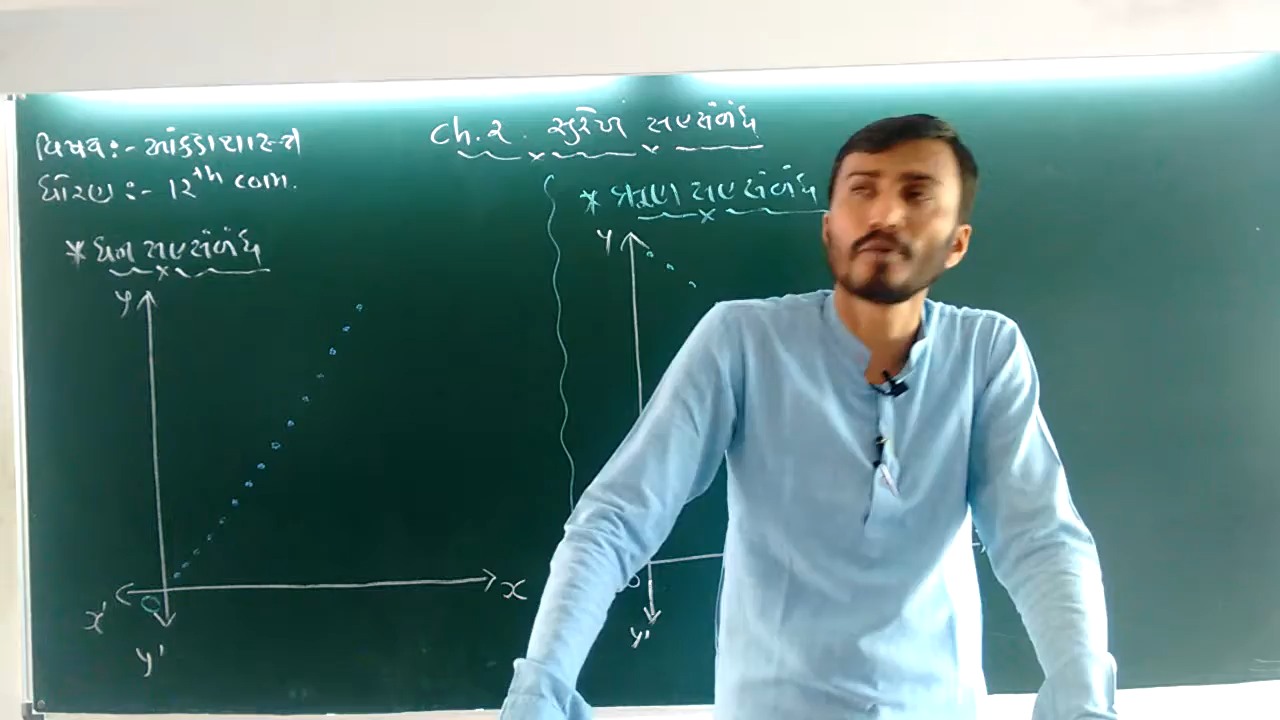 વિષય :- આંકડાશાસ્ત્ર
ધોરણ :- 12th com.
Ch. 2. સુરેખ સહસંબંધ
* ધન સહસંબંધ
y
x
x'
O
y'
* ઋણ સહસંબંધ
y
y'